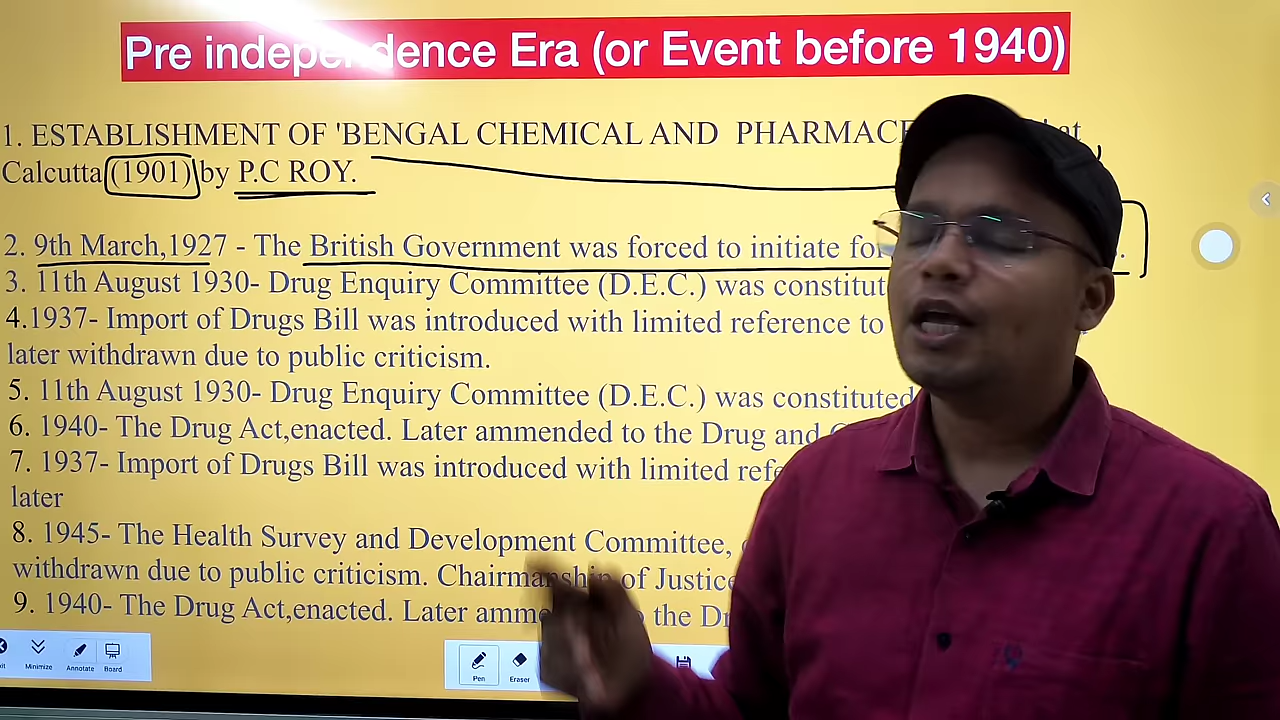 Pre independence Era (or Event before 1940)
1. ESTABLISHMENT OF 'BENGAL CHEMICAL AND PHARMACE at
Calcutta (1901) by P.C ROY.
2. 9th March,1927 - The British Government was forced to initiate
3. 11th August 1930- Drug Enquiry Committee (D.E.C.) was constitut
4.1937- Import of Drugs Bill was introduced with limited reference to
later withdrawn due to public criticism.
5. 11th August 1930- Drug Enquiry Committee (D.E.C.) was constituted
6. 1940- The Drug Act,enacted. Later ammended to the Drug and
7. 1937- Import of Drugs Bill was introduced with limited refe
later
8. 1945- The Health Survey and Development Committee,
withdrawn due to public criticism. Chairmanship of Justice
9. 1940- The Drug Act,enacted. Later amme to the Dr
Minimize Annotate Board Pen Eraser